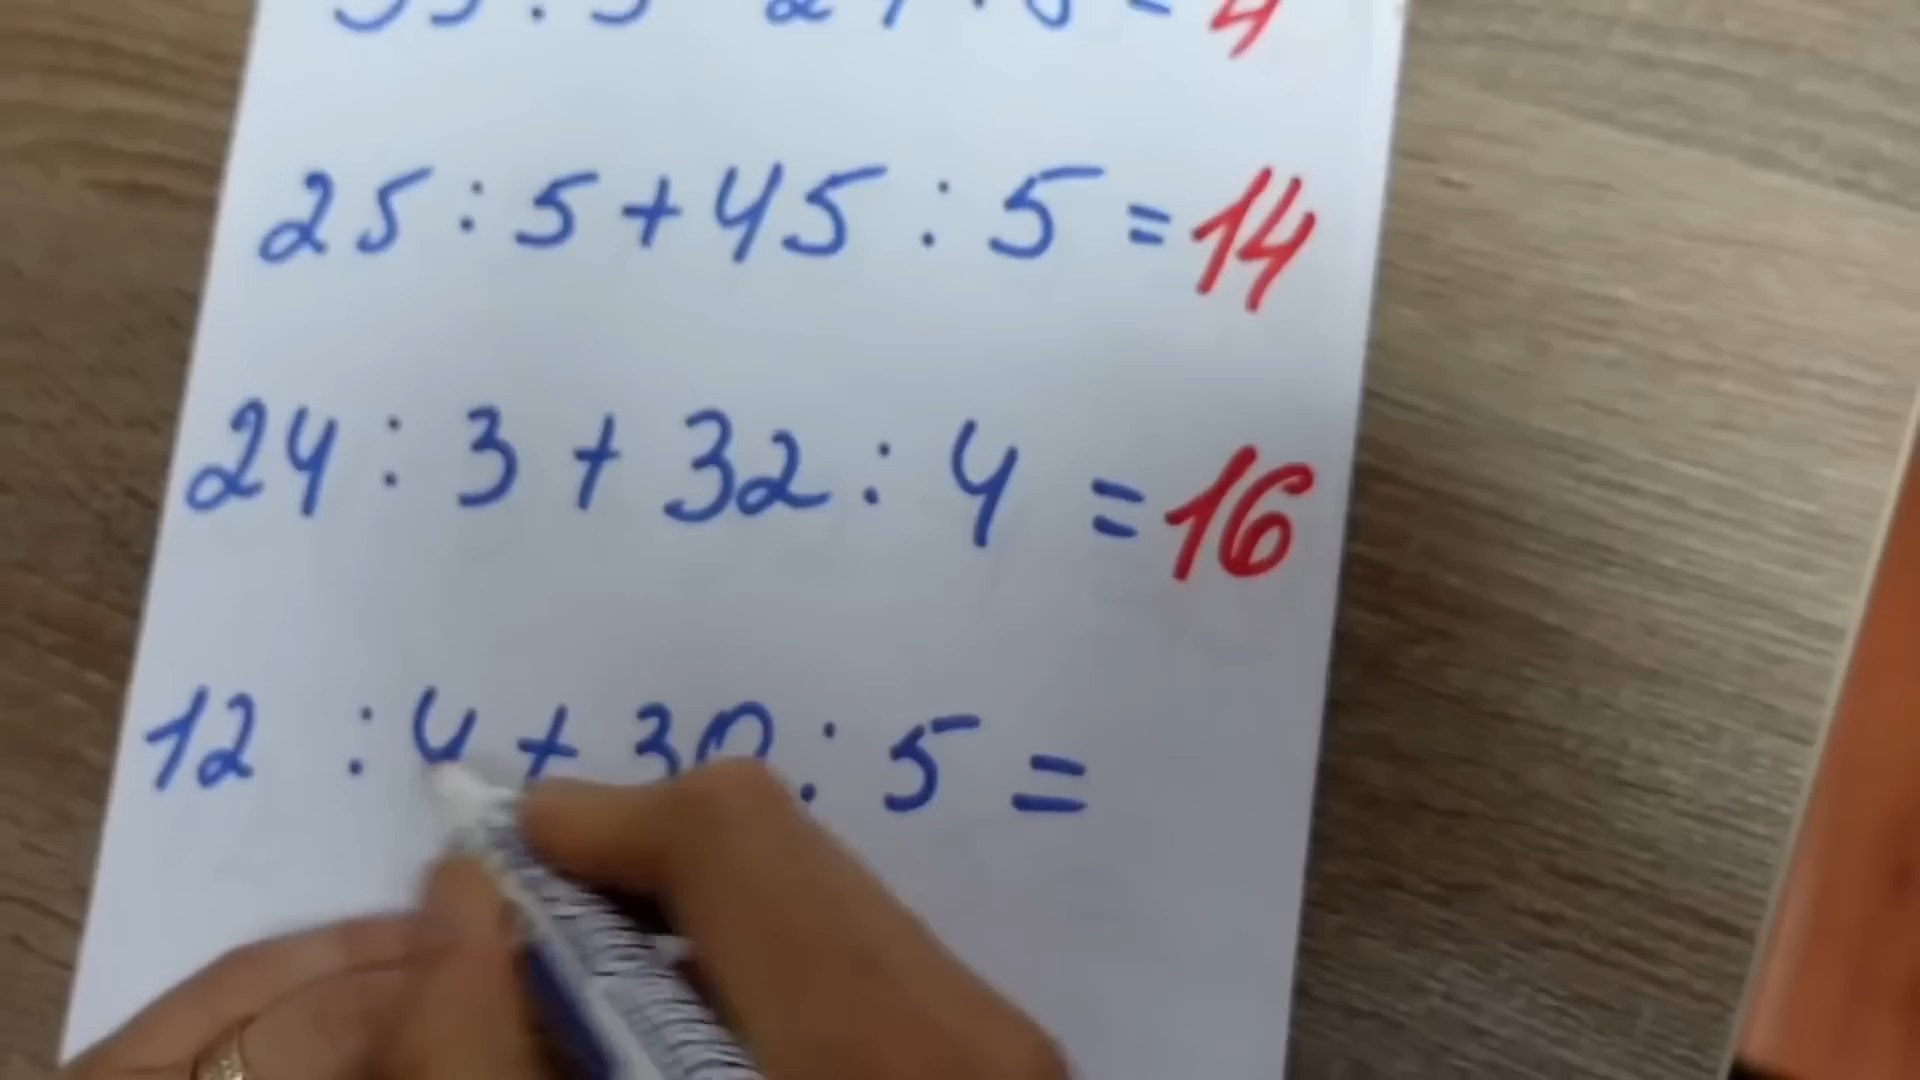 25 : 5 + 45 : 5 = 14
24 : 3 + 32 : 4 = 16
12 : 4 + 30 : 5 =